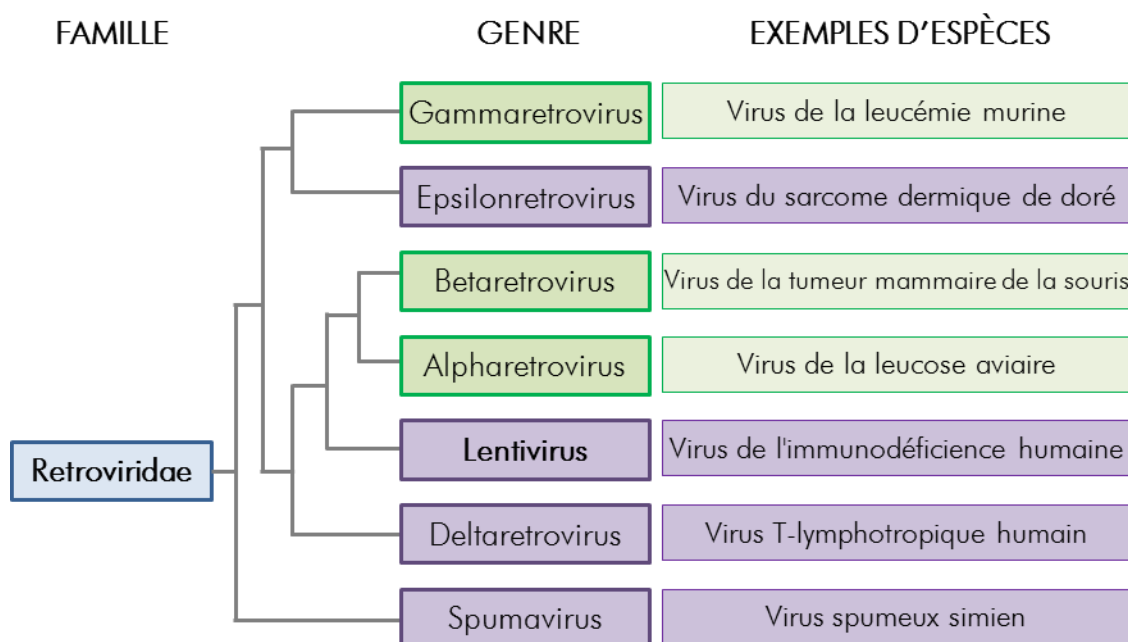 FAMILLE GENRE EXEMPLES D'ESPÈCES
Gammaretrovirus Virus de la leucémie murine
Epsilonretrovirus Virus du sarcome dermique de doré
Betaretrovirus Virus de la tumeur mammaire de la souris
Alpharetrovirus Virus de la leucose aviaire
Lentivirus Virus de l'immunodéficience humaine
Retroviridae
Deltaretrovirus Virus T-lymphotropique humain
Spumavirus Virus spumeux simien